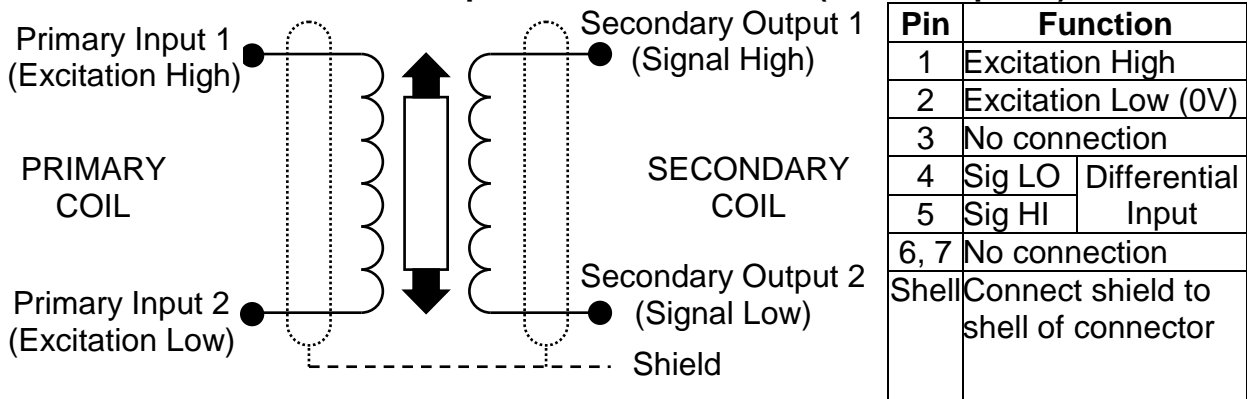 Primary Input 1
(Excitation High)
Secondary Output 1
(Signal High)
PRIMARY
COIL
SECONDARY
COIL
Primary Input 2
(Excitation Low)
Secondary Output 2
(Signal Low)
Shield
Pin Function
1 Excitation High
2 Excitation Low (0V)
3 No connection
4 Sig LO Differential
5 Sig HI Input
6, 7 No connection
Shell Connect shield to
shell of connector